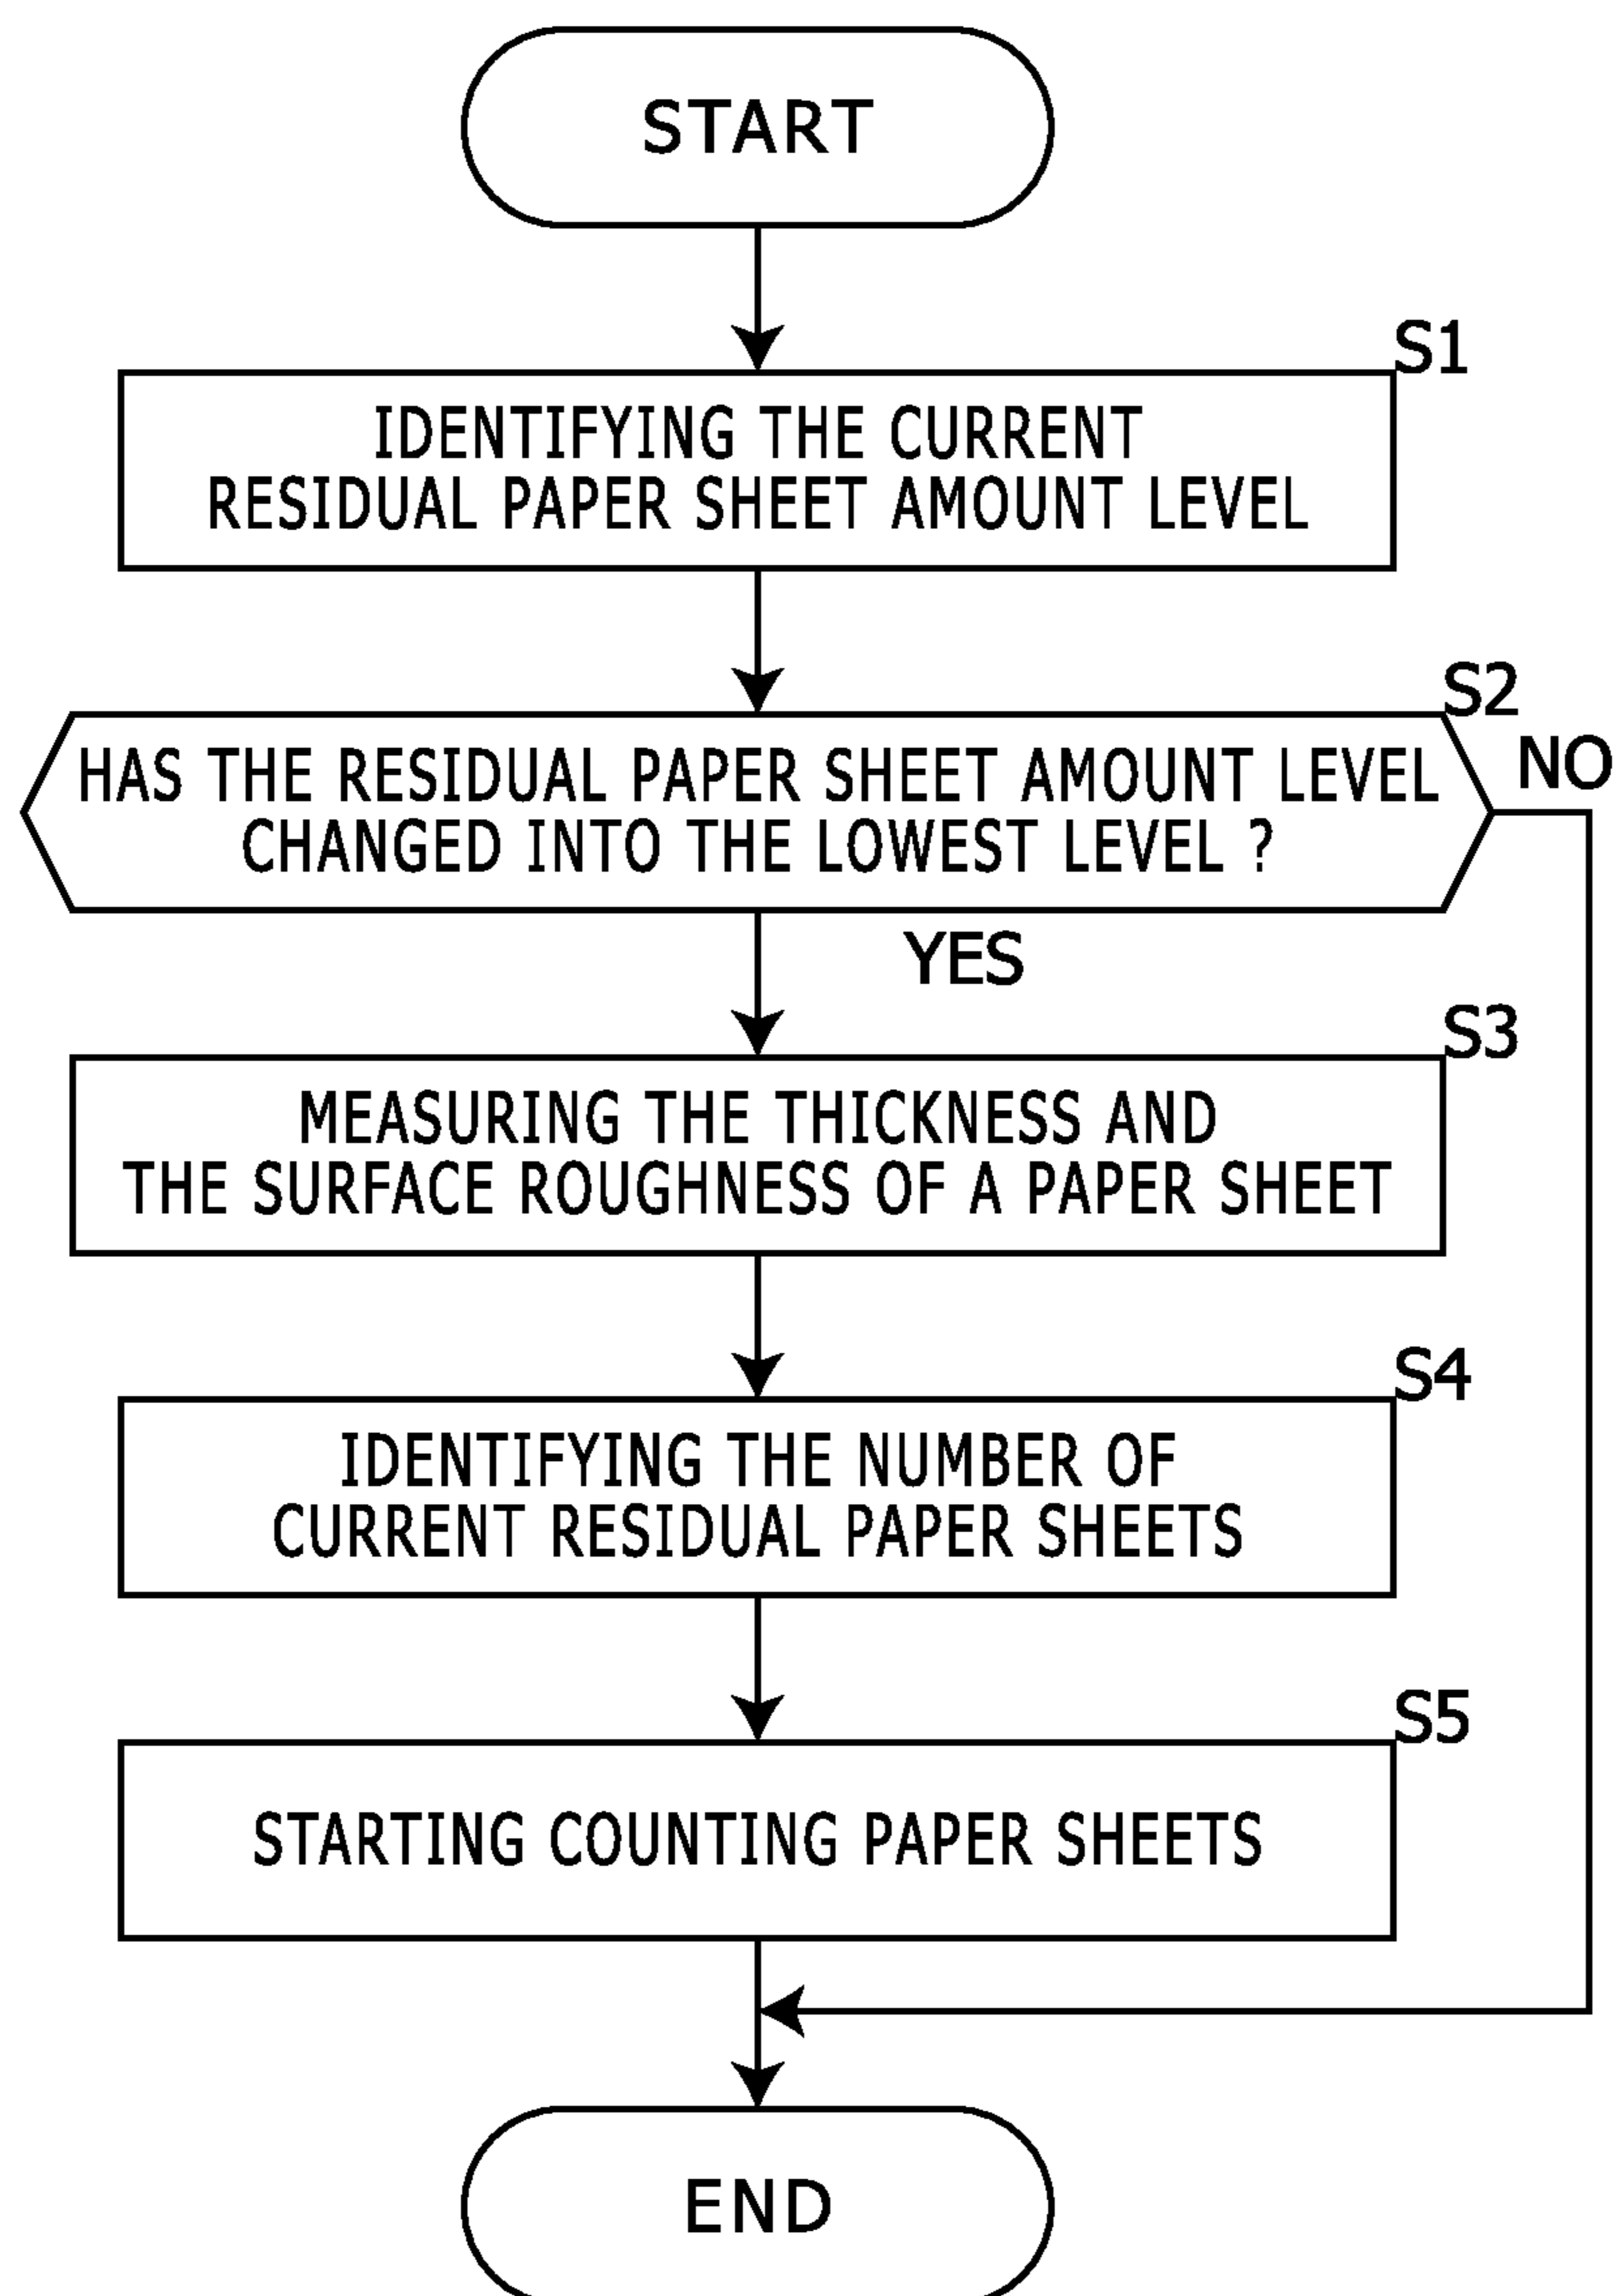 START
S1
IDENTIFYING THE CURRENT
RESIDUAL PAPER SHEET AMOUNT LEVEL
S2
HAS THE RESIDUAL PAPER SHEET AMOUNT LEVEL
CHANGED INTO THE LOWEST LEVEL ?
NO
YES
S3
MEASURING THE THICKNESS AND
THE SURFACE ROUGHNESS OF A PAPER SHEET
S4
IDENTIFYING THE NUMBER OF
CURRENT RESIDUAL PAPER SHEETS
S5
STARTING COUNTING PAPER SHEETS
END